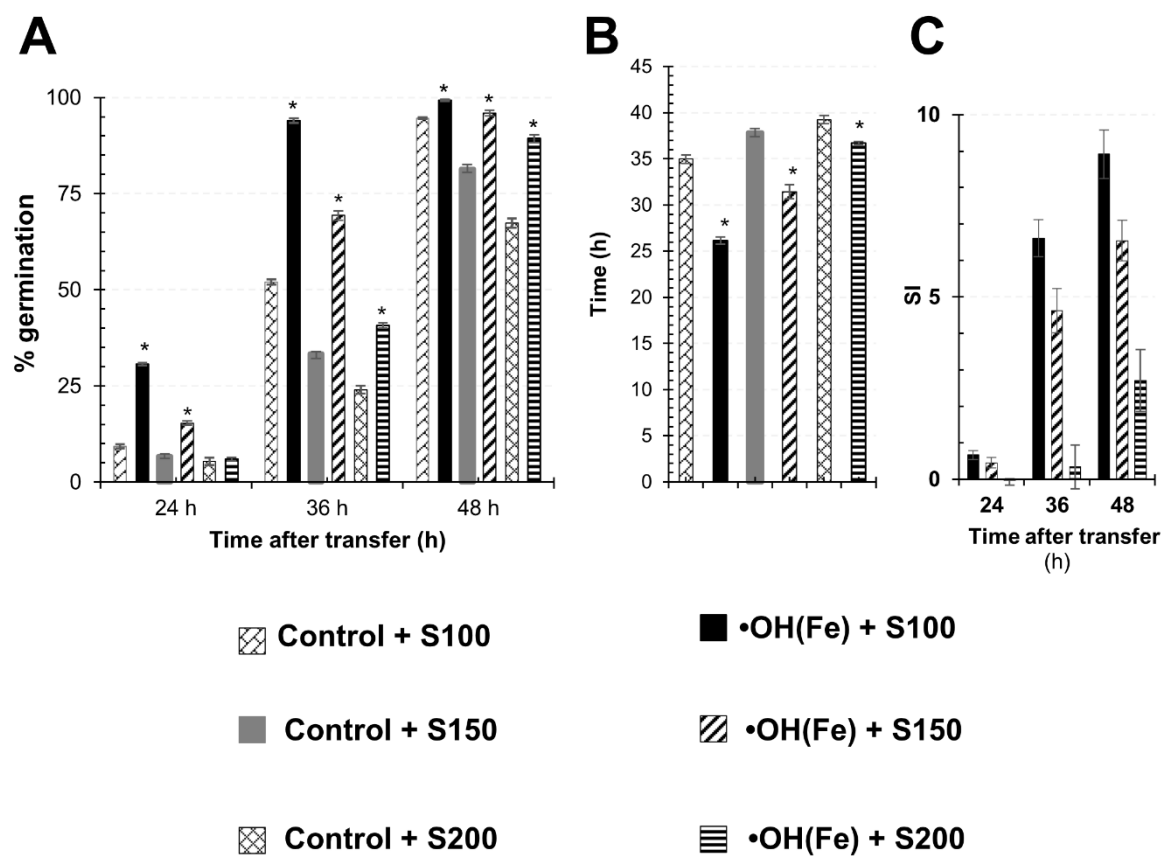 A
B
C
% germination
100
75
50
25
0
*
*
*
*
*
*
*
*
24 h
36 h
48 h
Time after transfer (h)
Time (h)
45
40
35
30
25
20
15
10
5
0
*
*
*
SI
10
5
0
24
36
48
Time after transfer
(h)
Control + S100
•OH(Fe) + S100
Control + S150
•OH(Fe) + S150
Control + S200
•OH(Fe) + S200